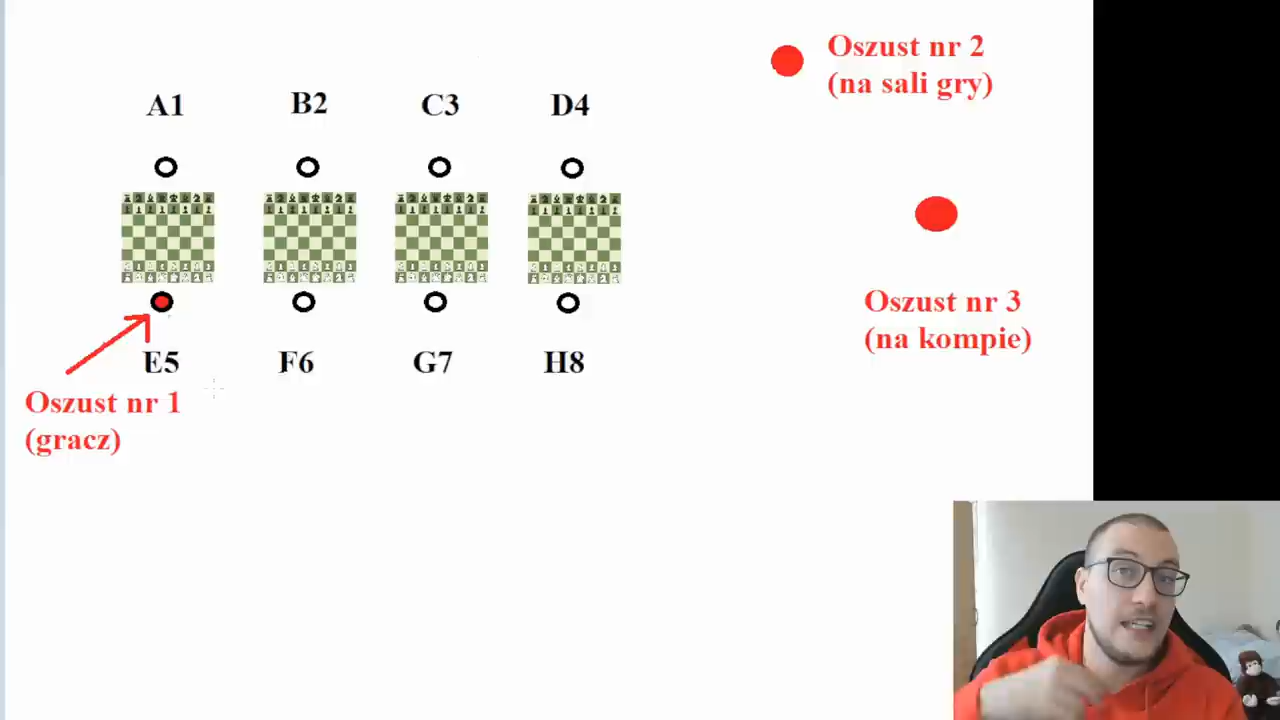 A1 B2 C3 D4
E5 F6 G7 H8
Oszust nr 1
(gracz)
Oszust nr 2
(na sali gry)
Oszust nr 3
(na kompie)